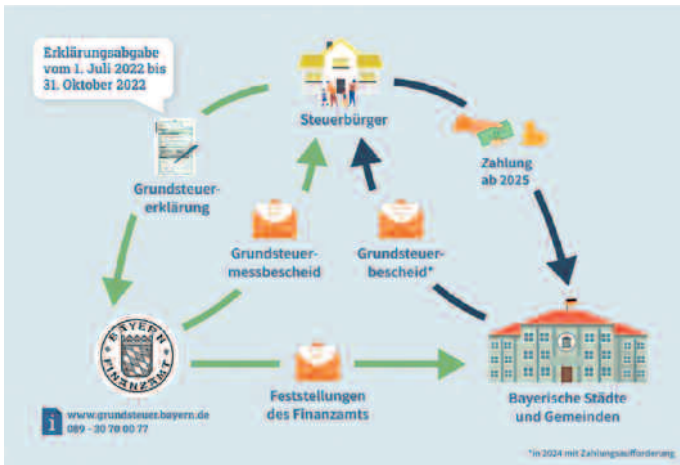 Erklärungsabgabe
vom 1. Juli 2022 bis
31. Oktober 2022
Steuerbürger
Zahlung
ab 2025
Grundsteuer-
erklärung
Grundsteuer-
messbescheid
Grundsteuer-
bescheid*
BAYERN
FINANZAMT
Feststellungen
des Finanzamts
Bayerische Städte
und Gemeinden
i
www.grundsteuer.bayern.de
089 - 30 70 00 77
*in 2024 mit Zahlungsaufforderung